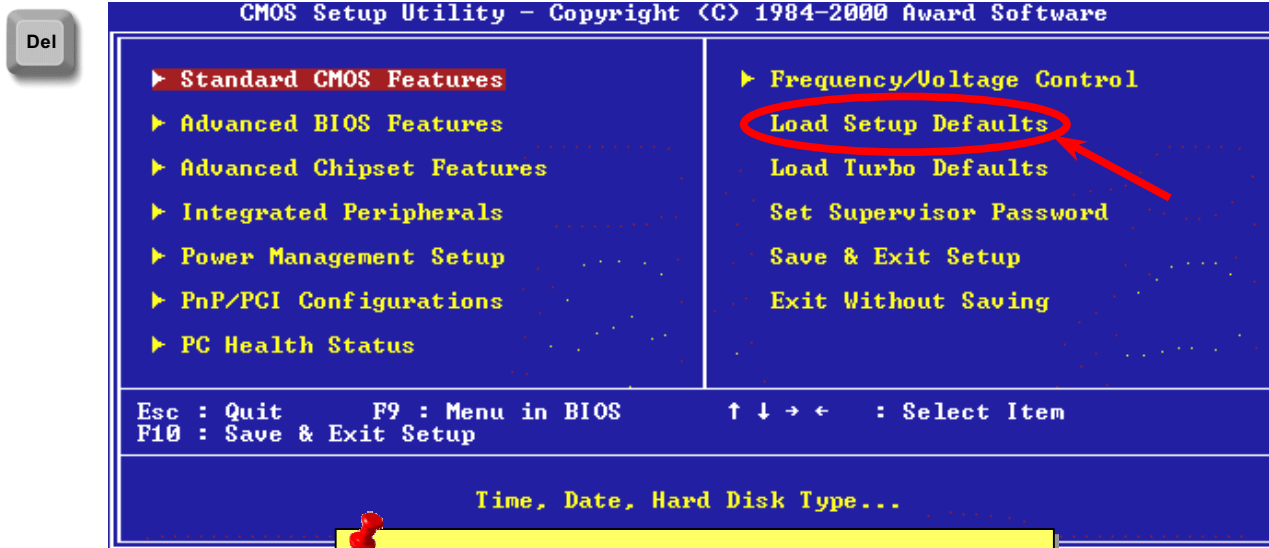 Del
CMOS Setup Utility – Copyright (C) 1984–2000 Award Software
Standard CMOS Features
Advanced BIOS Features
Advanced Chipset Features
Integrated Peripherals
Power Management Setup
PnP/PCI Configurations
PC Health Status
Frequency/Voltage Control
Load Setup Defaults
Load Turbo Defaults
Set Supervisor Password
Save & Exit Setup
Exit Without Saving
Esc : Quit F9 : Menu in BIOS ↑ ↓ → ← : Select Item
F10 : Save & Exit Setup
Time, Date, Hard Disk Type...